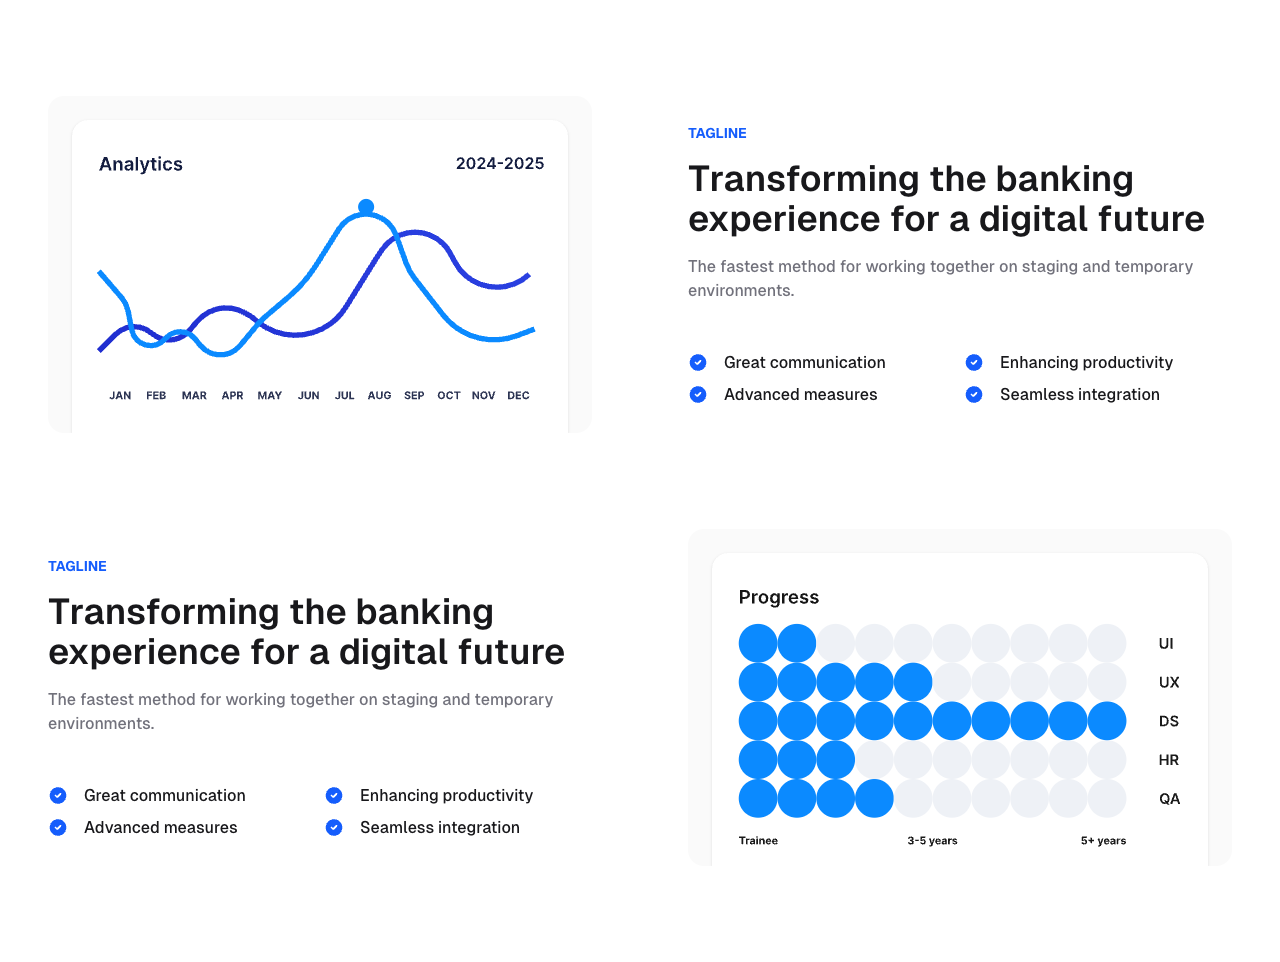 Analytics
2024-2025
JAN FEB MAR APR MAY JUN JUL AUG SEP OCT NOV DEC
TAGLINE
Transforming the banking
experience for a digital future
The fastest method for working together on staging and temporary
environments.
Great communication
Enhancing productivity
Advanced measures
Seamless integration
TAGLINE
Transforming the banking
experience for a digital future
The fastest method for working together on staging and temporary
environments.
Great communication
Enhancing productivity
Advanced measures
Seamless integration
Progress
UI
UX
DS
HR
QA
Trainee 3-5 years 5+ years